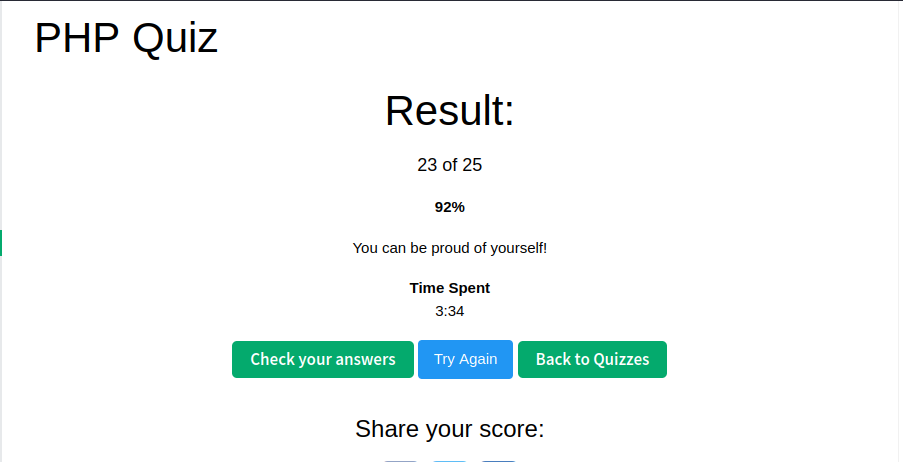 PHP Quiz
Result:
23 of 25
92%
You can be proud of yourself!
Time Spent
3:34
Check your answers Try Again Back to Quizzes
Share your score: